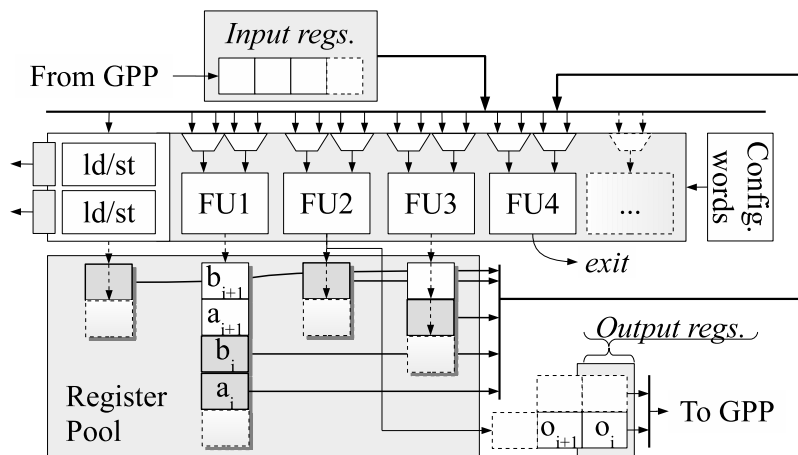 Input regs.
From GPP
ld/st
ld/st
FU1
FU2
FU3
FU4
...
Config.
words
exit
b i+1
a i+1
b i
a i
Register
Pool
Output regs.
o i+1
o i
To GPP